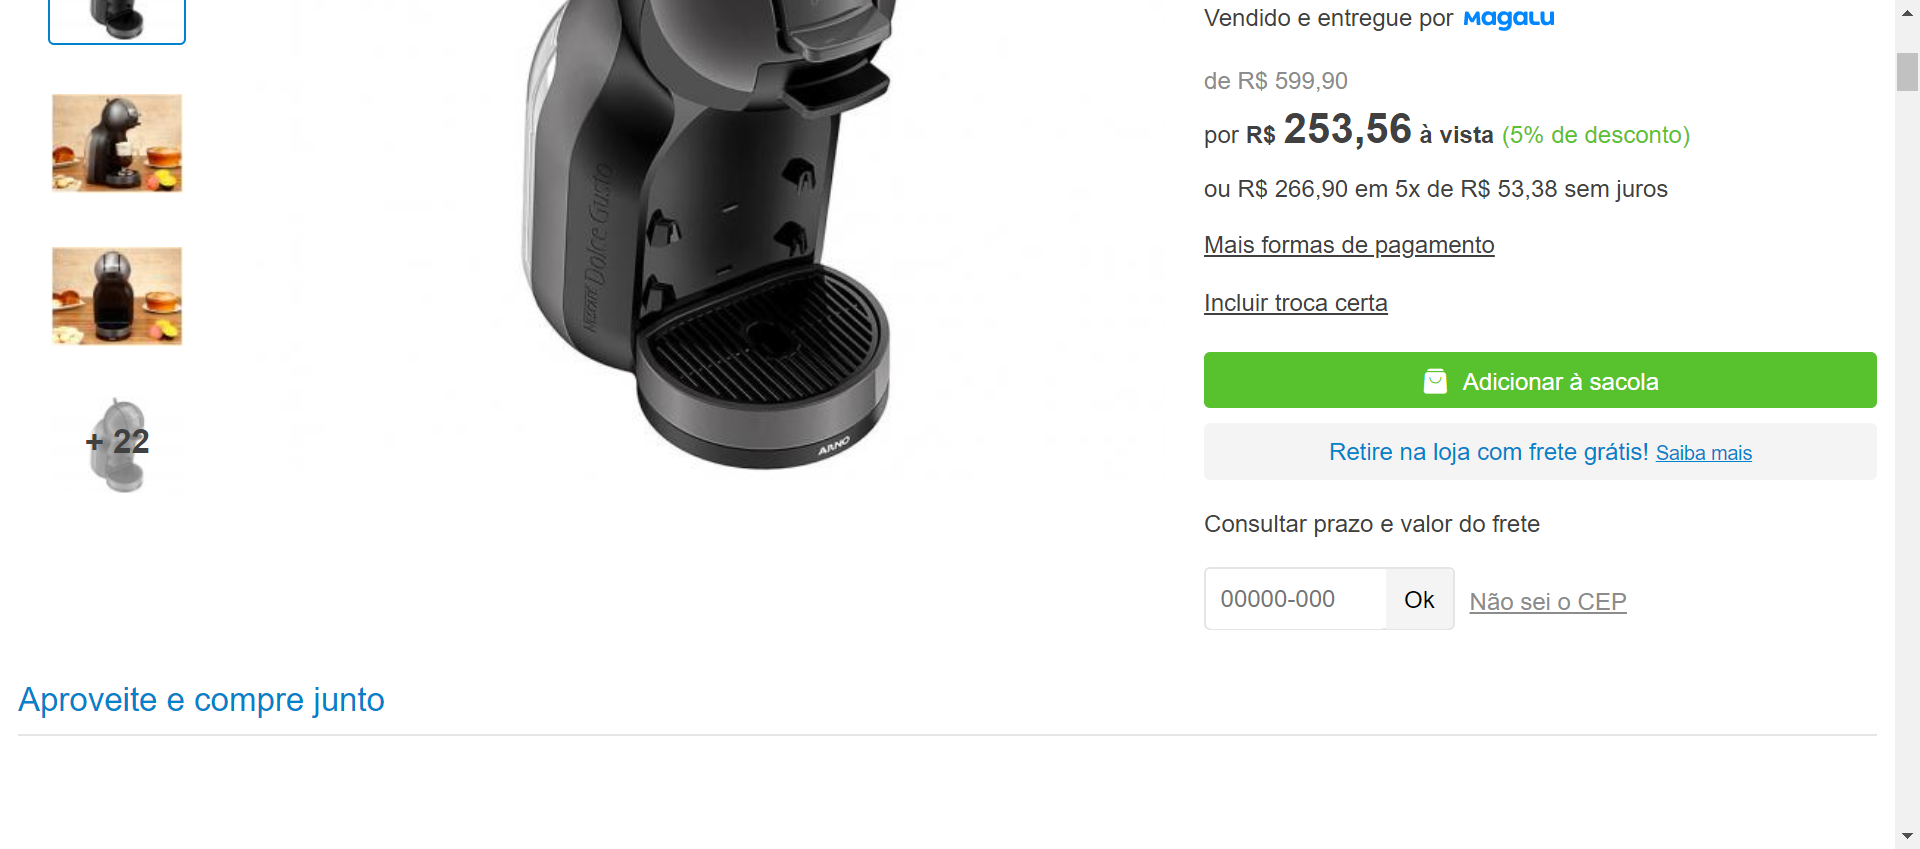 Vendido e entregue por Magalu
de R$ 599,90
por R$ 253,56 à vista (5% de desconto)
ou R$ 266,90 em 5x de R$ 53,38 sem juros
Mais formas de pagamento
Incluir troca certa
Adicionar à sacola
Retire na loja com frete grátis! Saiba mais
Consultar prazo e valor do frete
00000-000 Ok Não sei o CEP
NESCAFÉ Dolce Gusto
ARNO
+ 22
Aproveite e compre junto